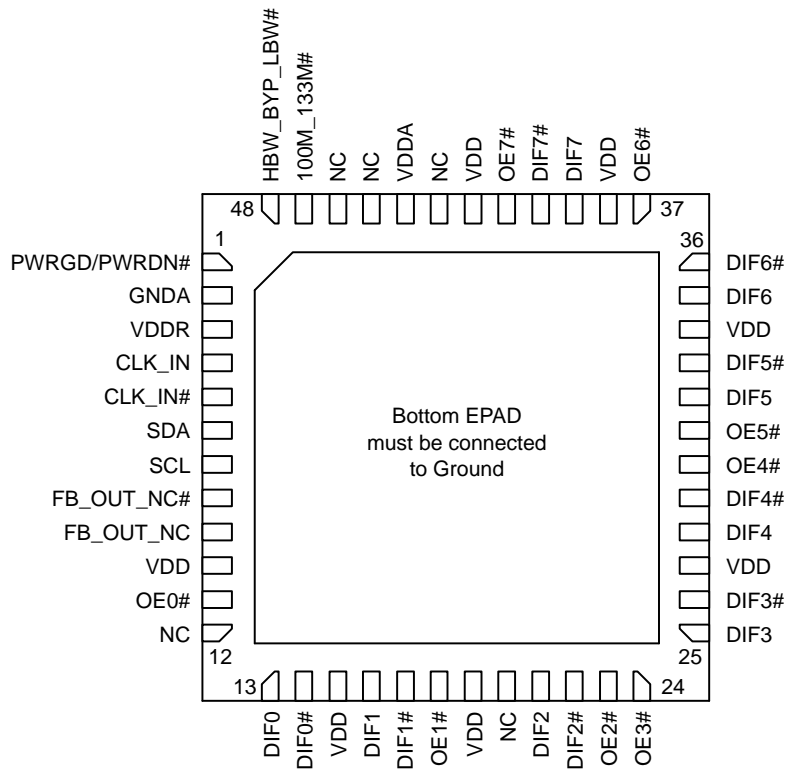 HBW_BYP_LBW#
100M_133M#
NC
NC
VDDA
NC
VDD
OE7#
DIF7#
DIF7
VDD
OE6#
48
37
1
36
PWRGD/PWRDN#
GNDA
VDDR
CLK_IN
CLK_IN#
SDA
SCL
FB_OUT_NC#
FB_OUT_NC
VDD
OE0#
NC
Bottom EPAD
must be connected
to Ground
DIF6#
DIF6
VDD
DIF5#
DIF5
OE5#
OE4#
DIF4#
DIF4
VDD
DIF3#
DIF3
12
25
13
24
DIF0
DIF0#
VDD
DIF1
DIF1#
OE1#
VDD
NC
DIF2
DIF2#
OE2#
OE3#